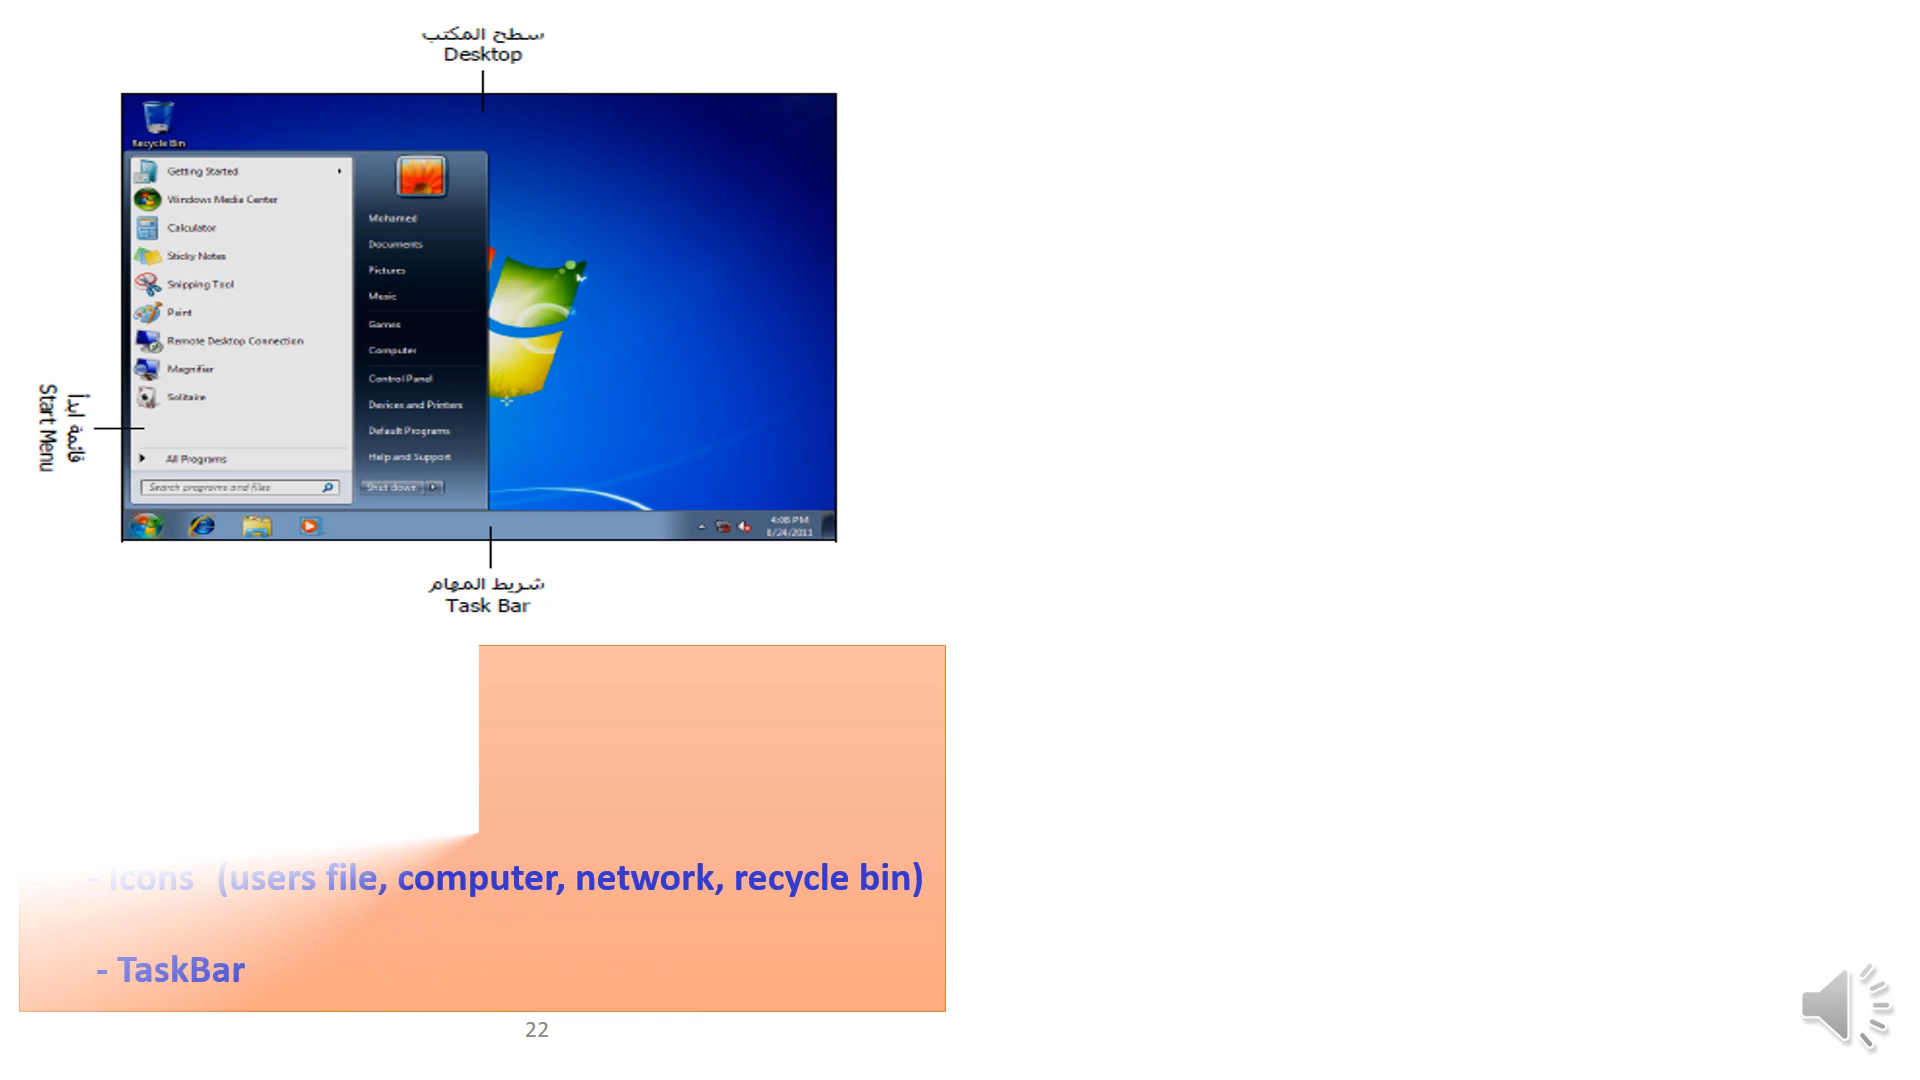 سطح المكتب
Desktop
Recycle Bin
Getting Started
Windows Media Center
Calculator
Sticky Notes
Snipping Tool
Paint
Remote Desktop Connection
Magnifier
Solitaire
All Programs
Search programs and files
Mohamed
Documents
Pictures
Music
Games
Computer
Control Panel
Devices and Printers
Default Programs
Help and Support
Shut down
قائمة ابدأ
Start Menu
4:08 PM
8/24/2011
شريط المهام
Task Bar
- Icons (users file, computer, network, recycle bin)
- TaskBar
22